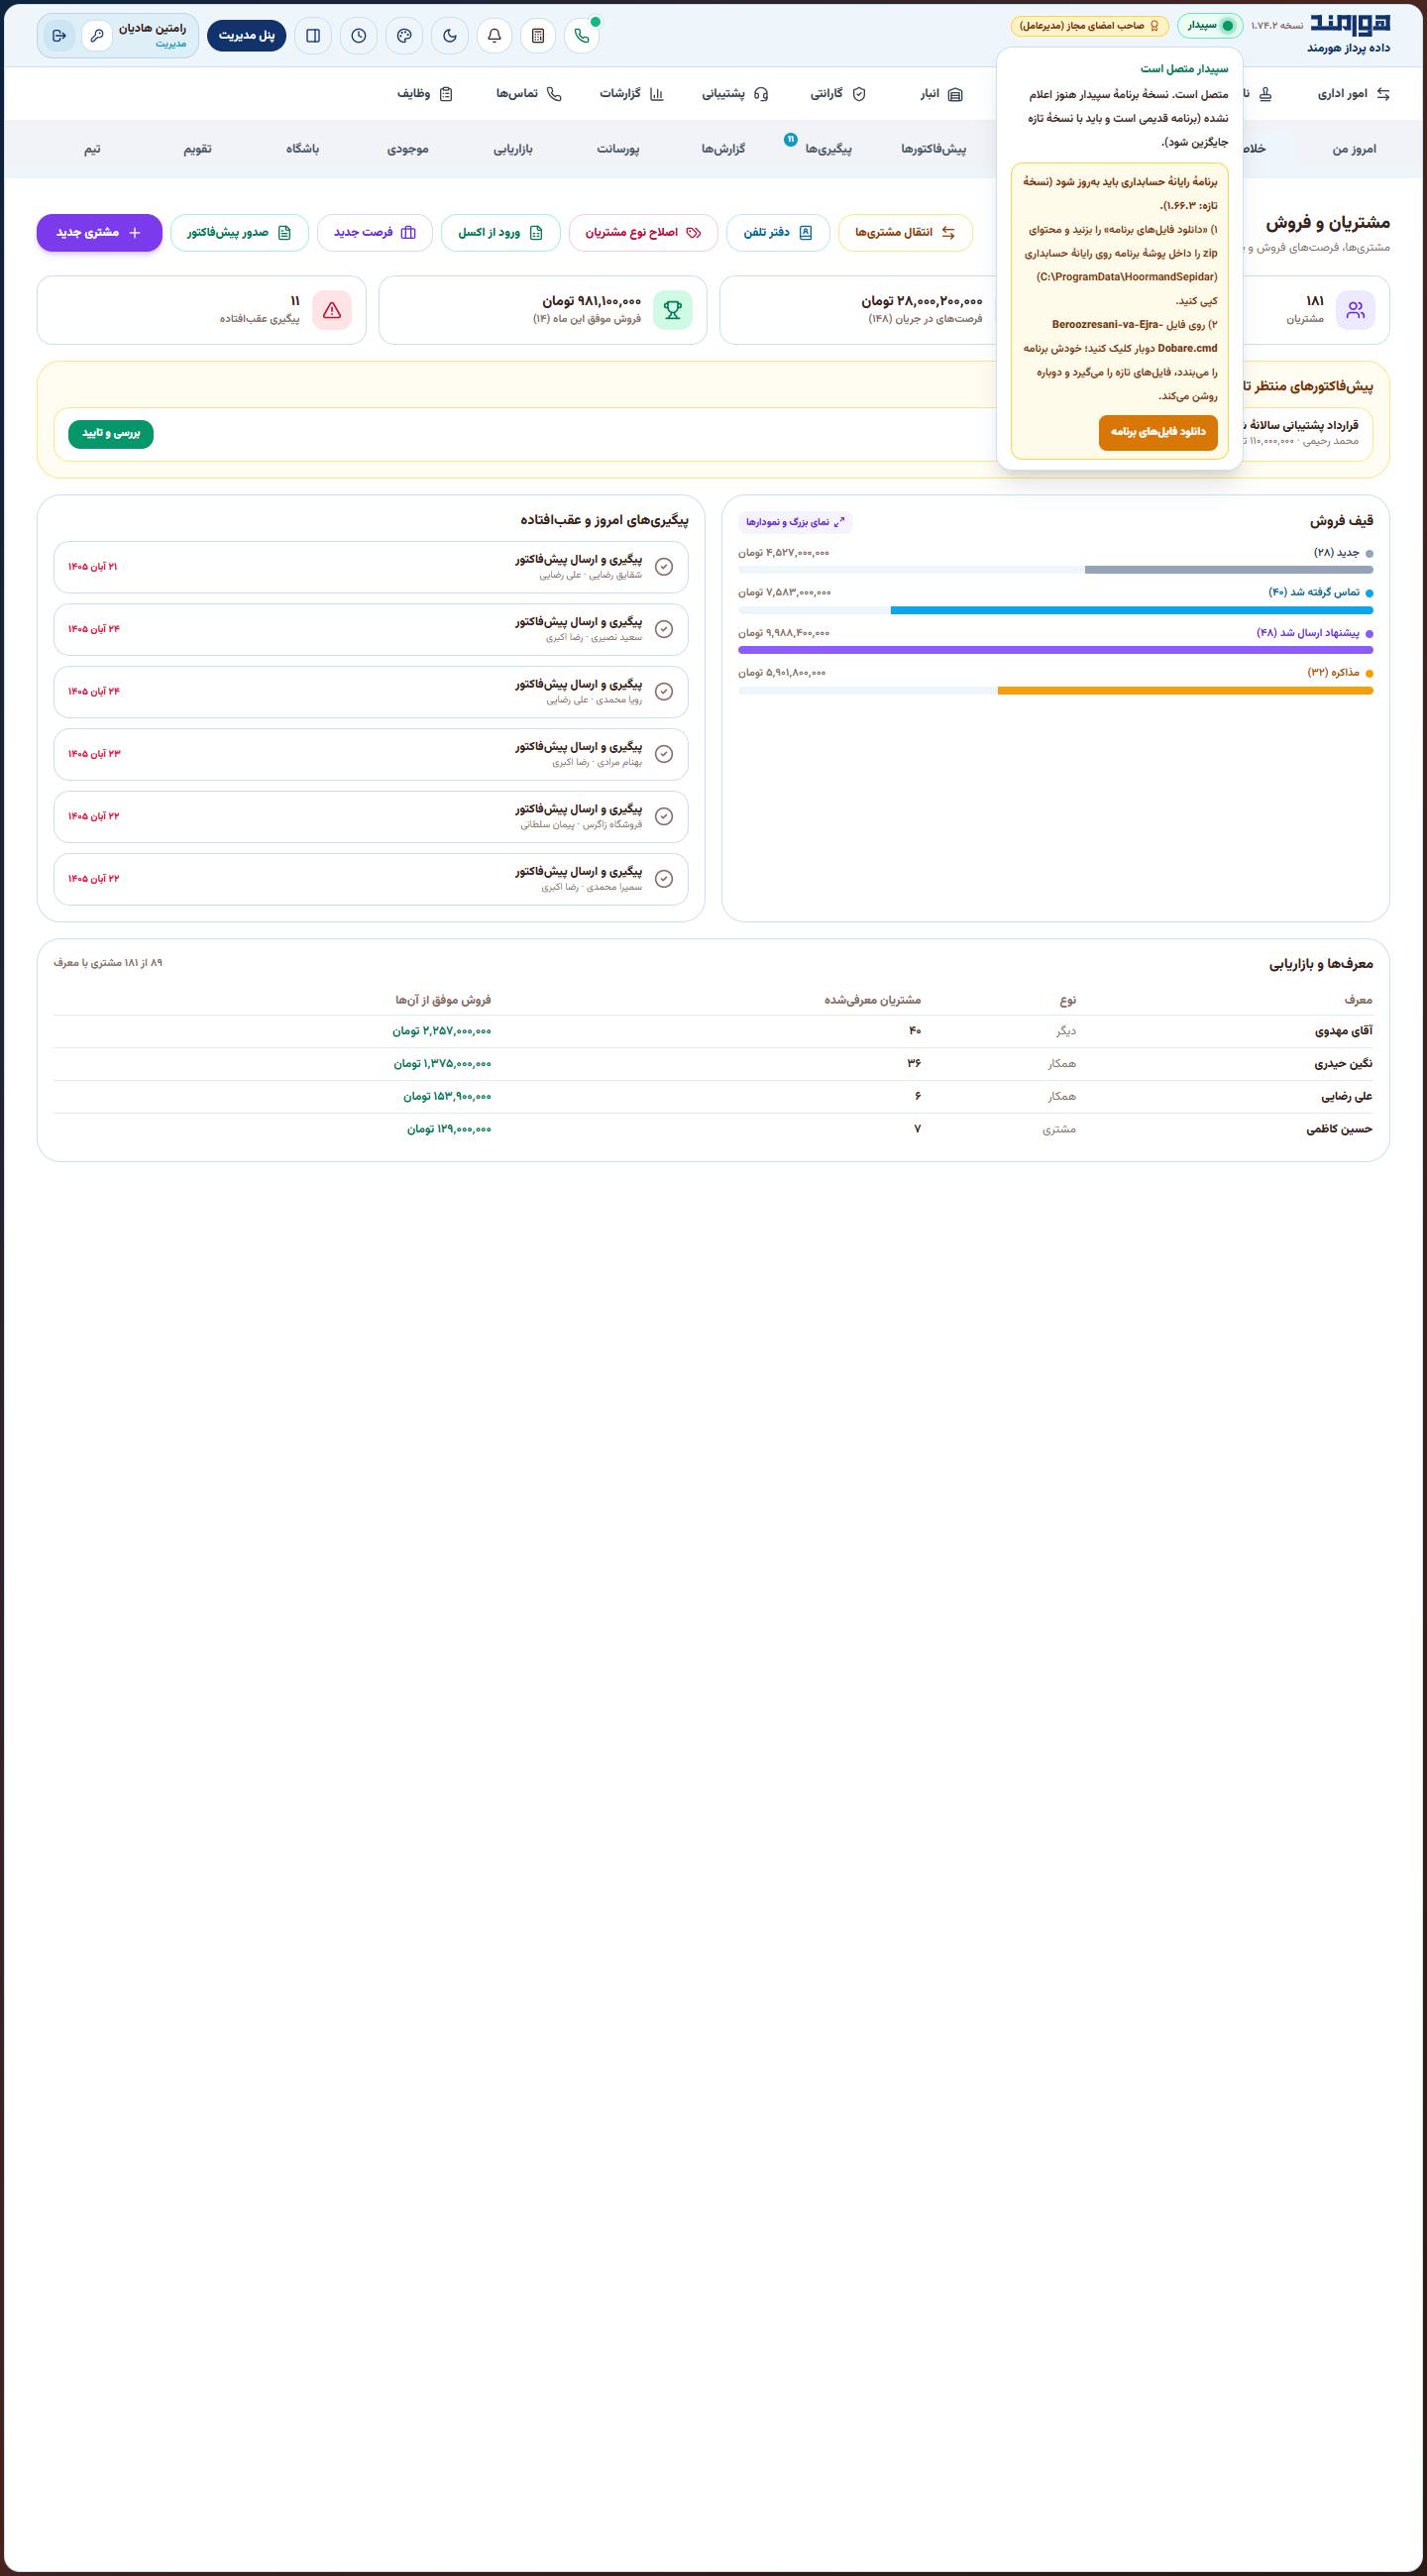 هورمند
داده پرداز هورمند
نسخه ۱.۷۴.۲
سپیدار
صاحب امضای مجاز (مدیرعامل)
پنل مدیریت
رامتین هادیان
مدیریت
امور اداری
انبار
گارانتی
پشتیبانی
گزارشات
تماس‌ها
وظایف
امروز من
پیش‌فاکتورها
پیگیری‌ها
۱۱
گزارش‌ها
پورسانت
بازاریابی
موجودی
باشگاه
تقویم
تیم
سپیدار متصل است
متصل است. نسخهٔ برنامهٔ سپیدار هنوز اعلام
نشده (برنامه قدیمی است و باید با نسخهٔ تازه
جایگزین شود).
برنامهٔ رایانهٔ حسابداری باید به‌روز شود (نسخهٔ
تازه: ۱.۶۶.۳).
۱) «دانلود فایل‌های برنامه» را بزنید و محتوای
zip را داخل پوشهٔ برنامه روی رایانهٔ حسابداری
(C:\ProgramData\HoormandSepidar)
کپی کنید.
۲) روی فایل Beroozresani-va-Ejra-
Dobare.cmd دوبار کلیک کنید؛ خودش برنامه
را می‌بندد، فایل‌های تازه را می‌گیرد و دوباره
روشن می‌کند.
دانلود فایل‌های برنامه
مشتریان و فروش
مشتری‌ها، فرصت‌های فروش و
انتقال مشتری‌ها
دفتر تلفن
اصلاح نوع مشتریان
ورود از اکسل
فرصت جدید
صدور پیش‌فاکتور
مشتری جدید
۱۸۱
مشتریان
۲۸,۰۰۰,۲۰۰,۰۰۰ تومان
فرصت‌های در جریان (۱۴۸)
۹۸۱,۱۰۰,۰۰۰ تومان
فروش موفق این ماه (۱۴)
۱۱
پیگیری عقب‌افتاده
پیش‌فاکتورهای منتظر
قرارداد پشتیبانی سالانهٔ
محمد رحیمی · ۱۱۰,۰۰۰,۰۰۰
بررسی و تایید
قیف فروش
نمای بزرگ و نمودارها
جدید (۲۸)
۴,۵۲۷,۰۰۰,۰۰۰ تومان
تماس گرفته شد (۴۰)
۷,۵۸۳,۰۰۰,۰۰۰ تومان
پیشنهاد ارسال شد (۴۸)
۹,۹۸۸,۴۰۰,۰۰۰ تومان
مذاکره (۳۲)
۵,۹۰۱,۸۰۰,۰۰۰ تومان
پیگیری‌های امروز و عقب‌افتاده
پیگیری و ارسال پیش‌فاکتور
شقایق رضایی · علی رضایی
۲۱ آبان ۱۴۰۵
پیگیری و ارسال پیش‌فاکتور
سعید نصیری · رضا اکبری
۲۴ آبان ۱۴۰۵
پیگیری و ارسال پیش‌فاکتور
رویا محمدی · علی رضایی
۲۴ آبان ۱۴۰۵
پیگیری و ارسال پیش‌فاکتور
بهنام مرادی · رضا اکبری
۲۳ آبان ۱۴۰۵
پیگیری و ارسال پیش‌فاکتور
فروشگاه زاگرس · پیمان سلطانی
۲۲ آبان ۱۴۰۵
پیگیری و ارسال پیش‌فاکتور
سمیرا محمدی · رضا اکبری
۲۲ آبان ۱۴۰۵
معرف‌ها و بازاریابی
۸۹ از ۱۸۱ مشتری با معرف
معرف نوع مشتریان معرفی‌شده فروش موفق از آن‌ها
آقای مهدوی دیگر ۴۰ ۲,۲۵۷,۰۰۰,۰۰۰ تومان
نگین حیدری همکار ۳۶ ۱,۳۷۵,۰۰۰,۰۰۰ تومان
علی رضایی همکار ۶ ۱۵۳,۹۰۰,۰۰۰ تومان
حسین کاظمی مشتری ۷ ۱۲۹,۰۰۰,۰۰۰ تومان